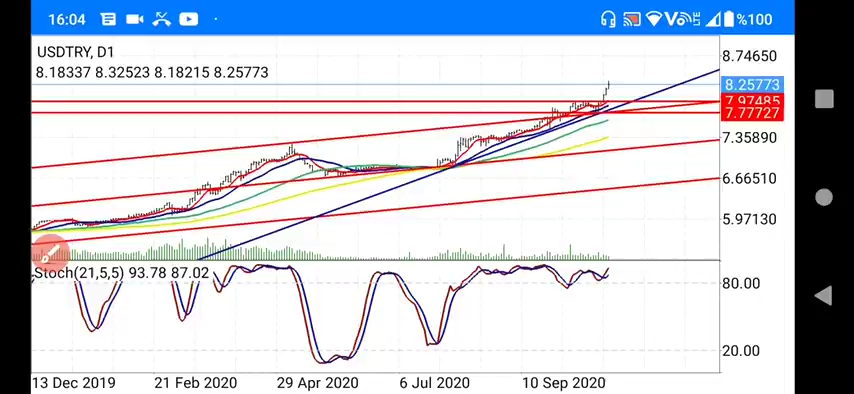 16:04 LTE %100
USDTRY, D1
8.18337 8.32523 8.18215 8.25773
8.74650
8.25773
7.97485
7.77727
7.35890
6.66510
5.97130
Stoch(21,5,5) 93.78 87.02
80.00
20.00
13 Dec 2019 21 Feb 2020 29 Apr 2020 6 Jul 2020 10 Sep 2020